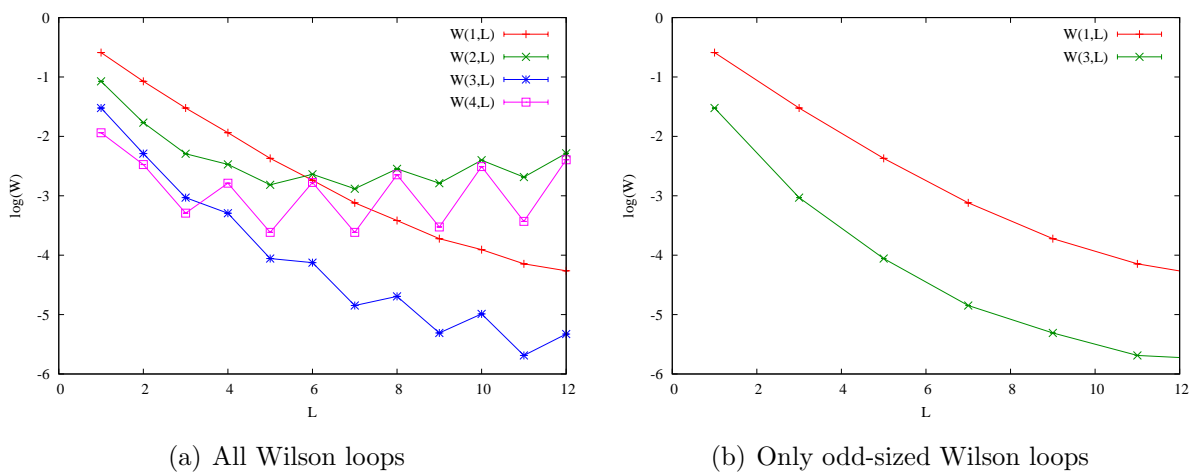 0
-1
-2
-3
-4
-5
-6
log(W)
0
2
4
6
8
10
12
L
W(1,L)
W(2,L)
W(3,L)
W(4,L)
(a) All Wilson loops
0
-1
-2
-3
-4
-5
-6
log(W)
0
2
4
6
8
10
12
L
W(1,L)
W(3,L)
(b) Only odd-sized Wilson loops